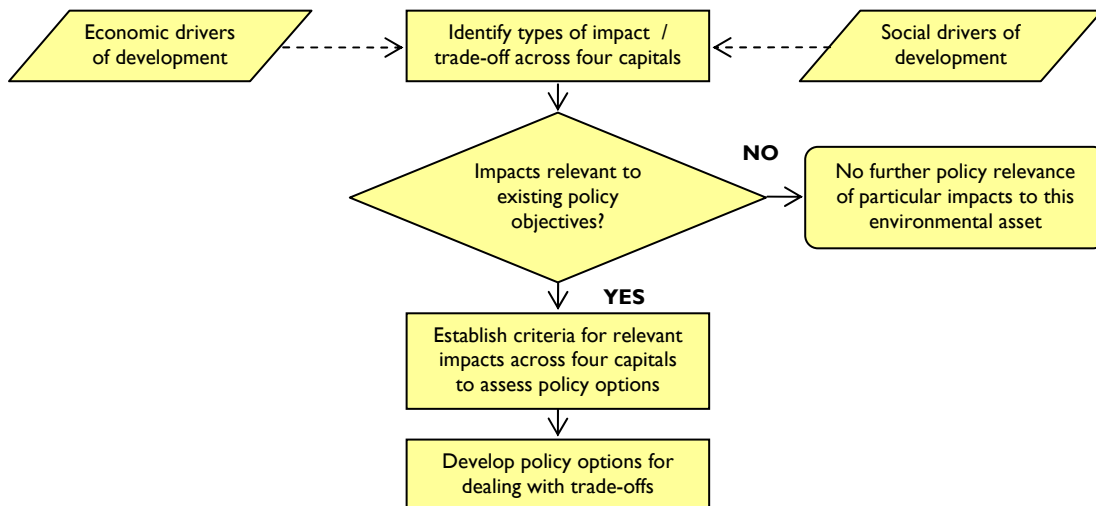 Economic drivers
of development
Identify types of impact /
trade-off across four capitals
Social drivers of
development
Impacts relevant to
existing policy
objectives?
NO
No further policy relevance
of particular impacts to this
environmental asset
YES
Establish criteria for relevant
impacts across four capitals
to assess policy options
Develop policy options for
dealing with trade-offs